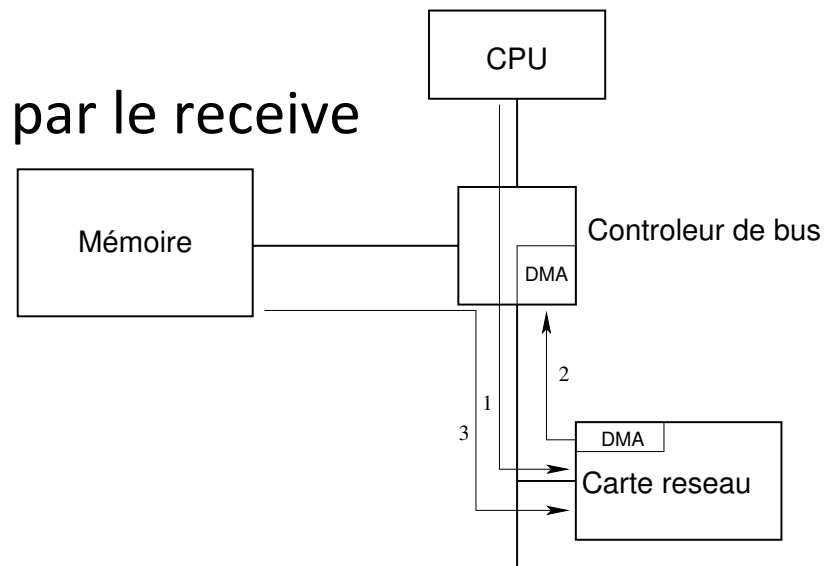 CPU
par le receive
Mémoire
Controleur de bus
DMA
2
1
3
DMA
Carte reseau